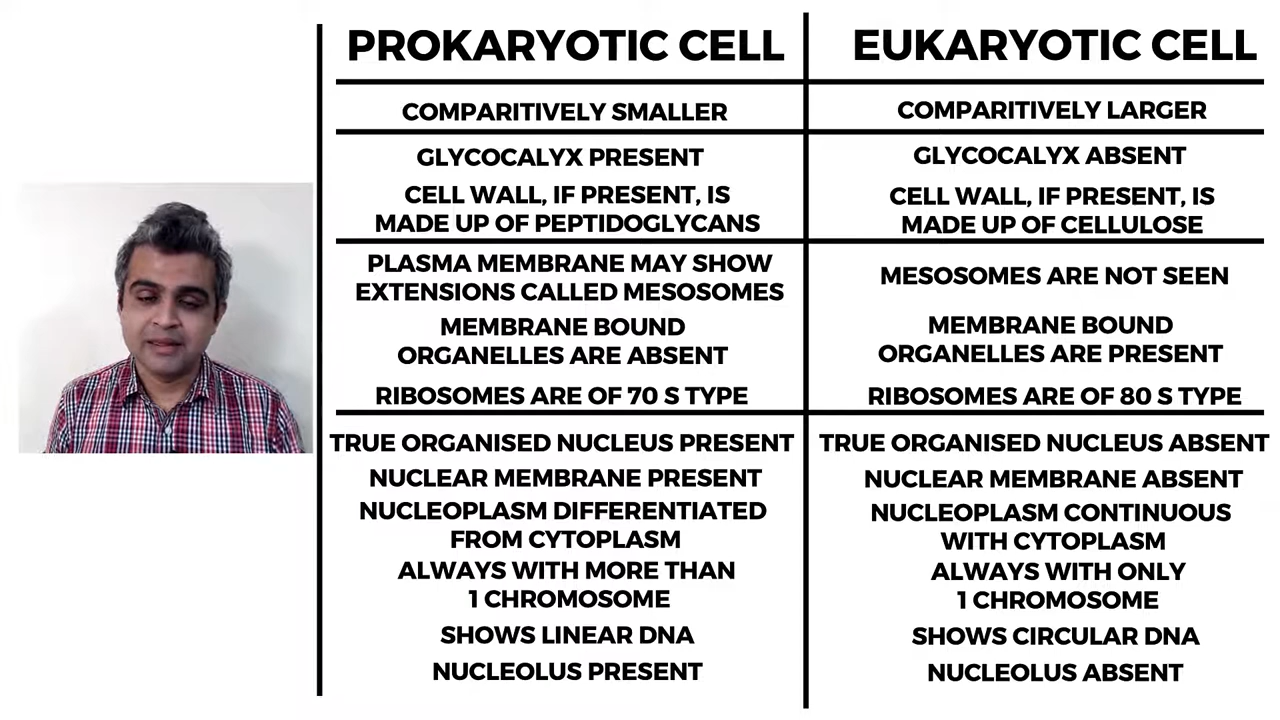 PROKARYOTIC CELL
EUKARYOTIC CELL
COMPARITIVELY SMALLER
COMPARITIVELY LARGER
GLYCOCALYX PRESENT
GLYCOCALYX ABSENT
CELL WALL, IF PRESENT, IS
MADE UP OF PEPTIDOGLYCANS
CELL WALL, IF PRESENT, IS
MADE UP OF CELLULOSE
PLASMA MEMBRANE MAY SHOW
EXTENSIONS CALLED MESOSOMES
MESOSOMES ARE NOT SEEN
MEMBRANE BOUND
ORGANELLES ARE ABSENT
MEMBRANE BOUND
ORGANELLES ARE PRESENT
RIBOSOMES ARE OF 70 S TYPE
RIBOSOMES ARE OF 80 S TYPE
TRUE ORGANISED NUCLEUS PRESENT
TRUE ORGANISED NUCLEUS ABSENT
NUCLEAR MEMBRANE PRESENT
NUCLEAR MEMBRANE ABSENT
NUCLEOPLASM DIFFERENTIATED
FROM CYTOPLASM
NUCLEOPLASM CONTINUOUS
WITH CYTOPLASM
ALWAYS WITH MORE THAN
1 CHROMOSOME
ALWAYS WITH ONLY
1 CHROMOSOME
SHOWS LINEAR DNA
SHOWS CIRCULAR DNA
NUCLEOLUS PRESENT
NUCLEOLUS ABSENT